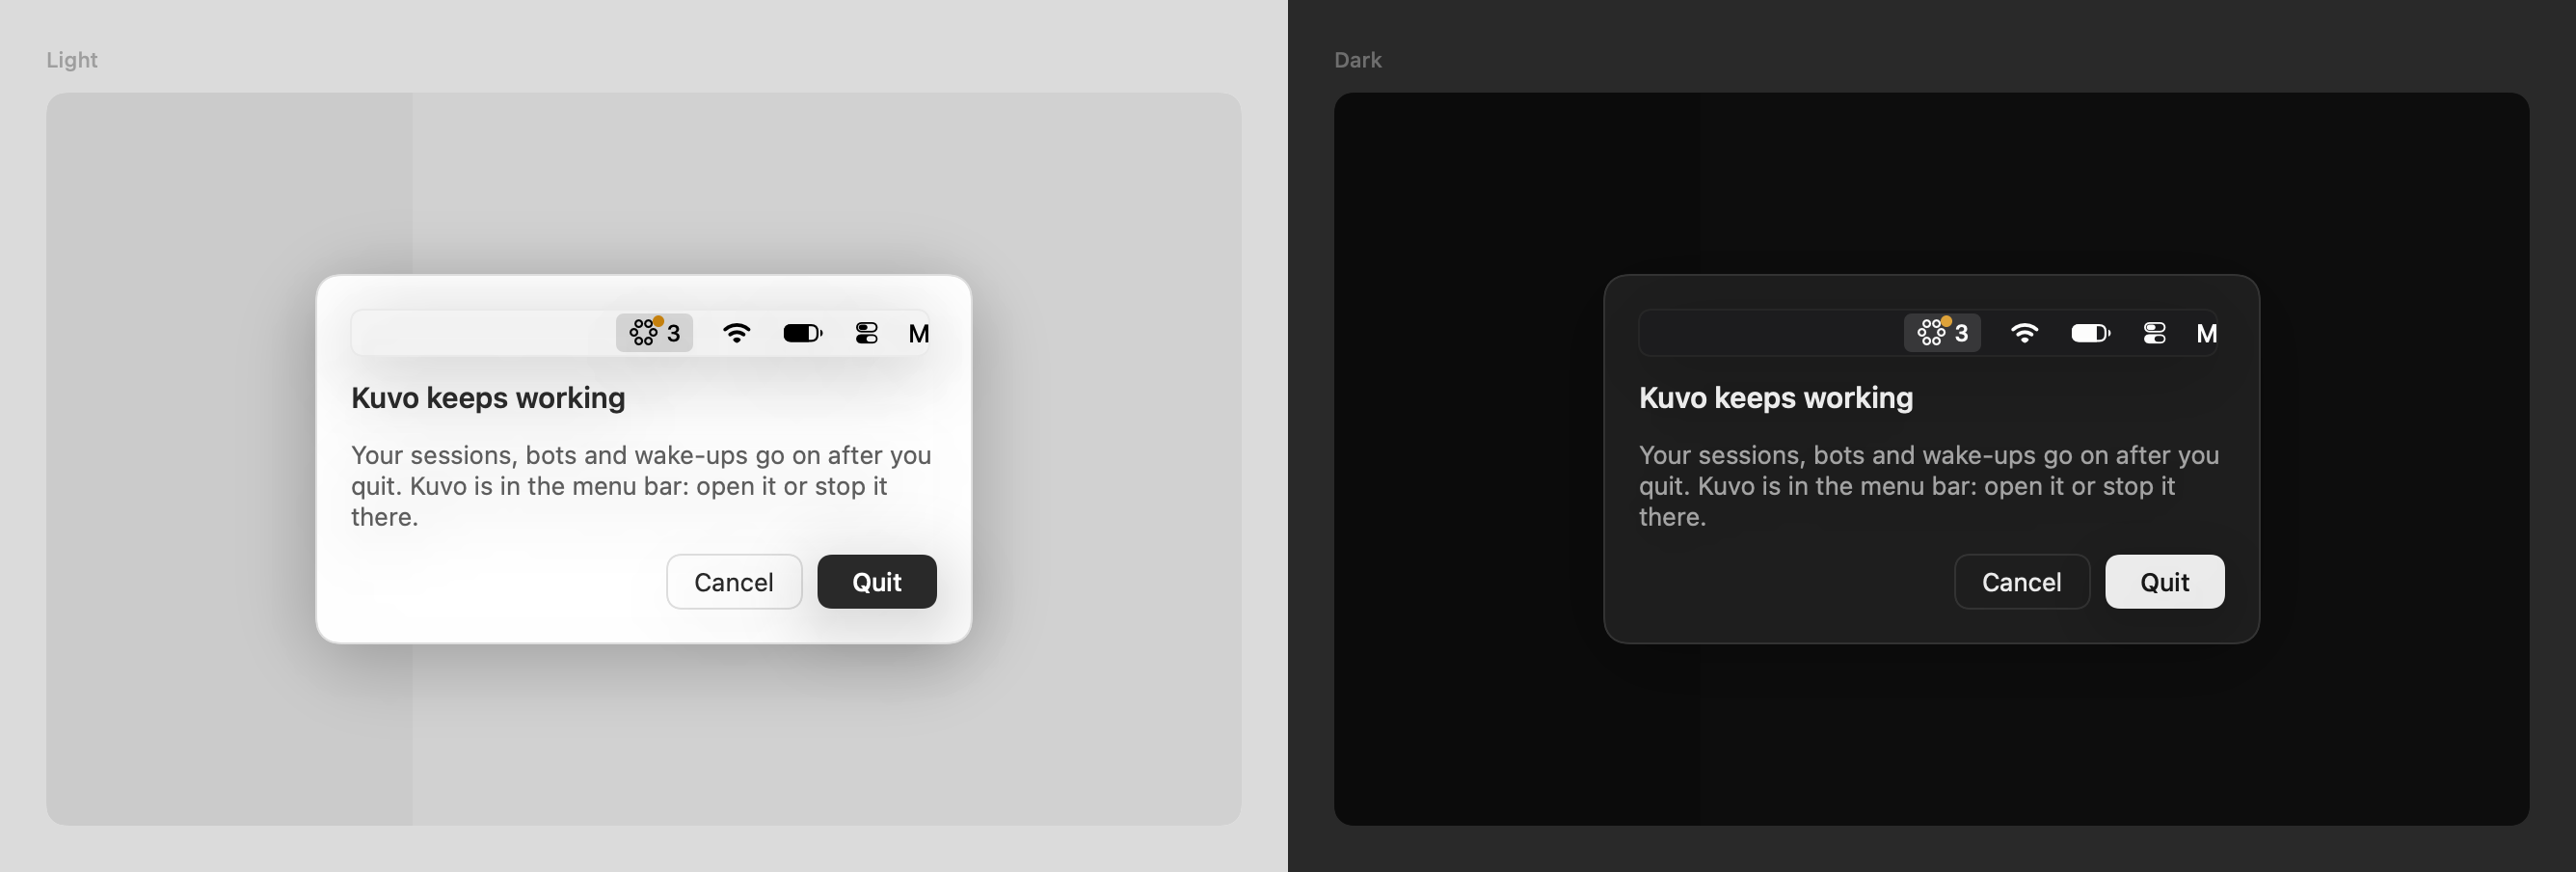 Light
3 M
Kuvo keeps working
Your sessions, bots and wake-ups go on after you
quit. Kuvo is in the menu bar: open it or stop it
there.
Cancel Quit
Dark
3 M
Kuvo keeps working
Your sessions, bots and wake-ups go on after you
quit. Kuvo is in the menu bar: open it or stop it
there.
Cancel Quit